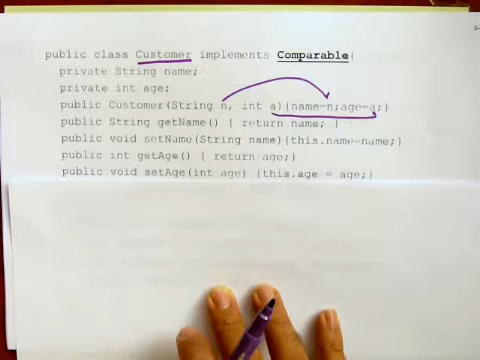 public class Customer implements Comparable{
private String name;
private int age;
public Customer(String n, int a){name=n;age=a;}
public String getName() { return name; }
public void setName(String name){this.name=name;}
public int getAge() { return age;}
public void setAge(int age) {this.age = age;}